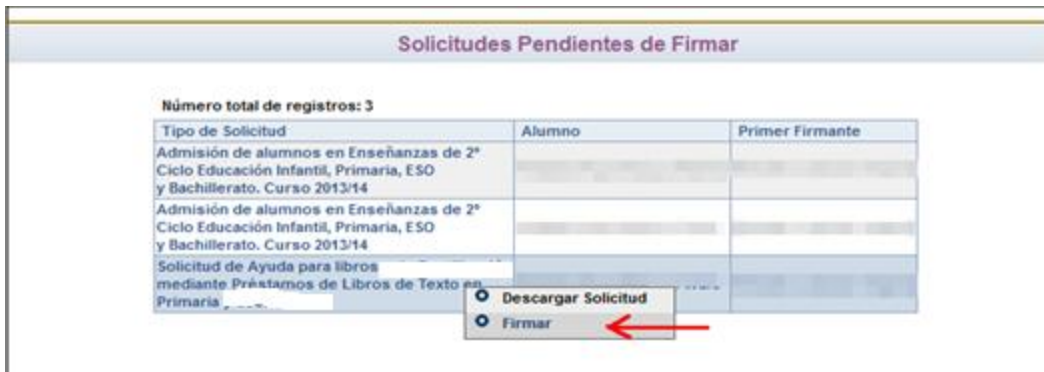 Solicitudes Pendientes de Firmar
Número total de registros: 3
Tipo de Solicitud Alumno Primer Firmante
Admisión de alumnos en Enseñanzas de 2º
Ciclo Educación Infantil, Primaria, ESO
y Bachillerato. Curso 2013/14
Admisión de alumnos en Enseñanzas de 2º
Ciclo Educación Infantil, Primaria, ESO
y Bachillerato. Curso 2013/14
Solicitud de Ayuda para libros
mediante Préstamos de Libros de Texto en
Primaria
Descargar Solicitud
Firmar